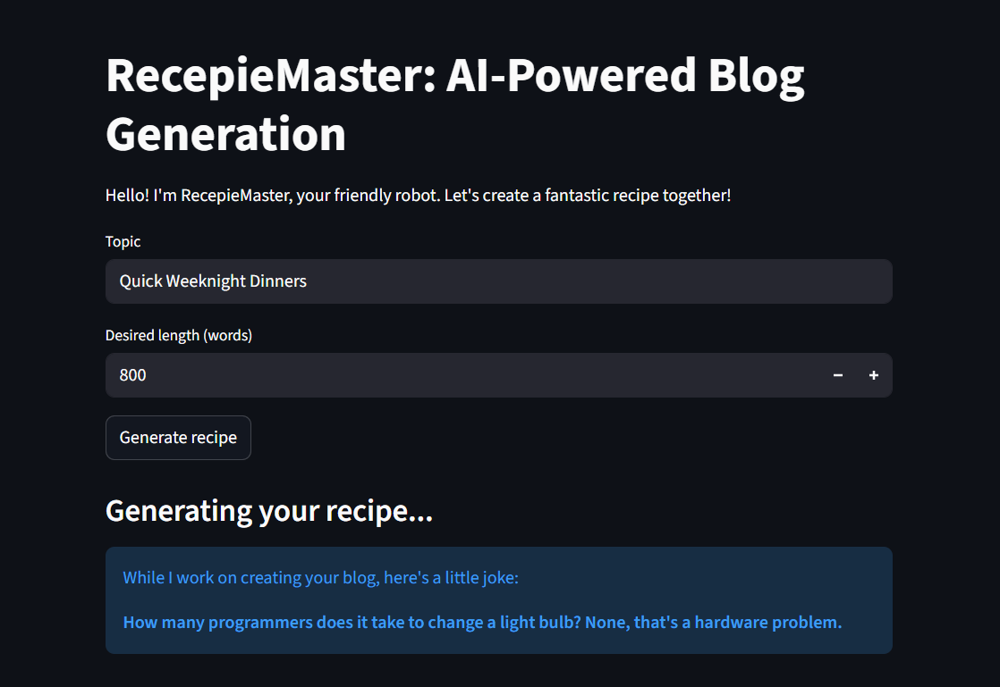 RecepieMaster: AI-Powered Blog
Generation
Hello! I'm RecepieMaster, your friendly robot. Let's create a fantastic recipe together!
Topic
Quick Weeknight Dinners
Desired length (words)
800
Generate recipe
Generating your recipe...
While I work on creating your blog, here's a little joke:
How many programmers does it take to change a light bulb? None, that's a hardware problem.